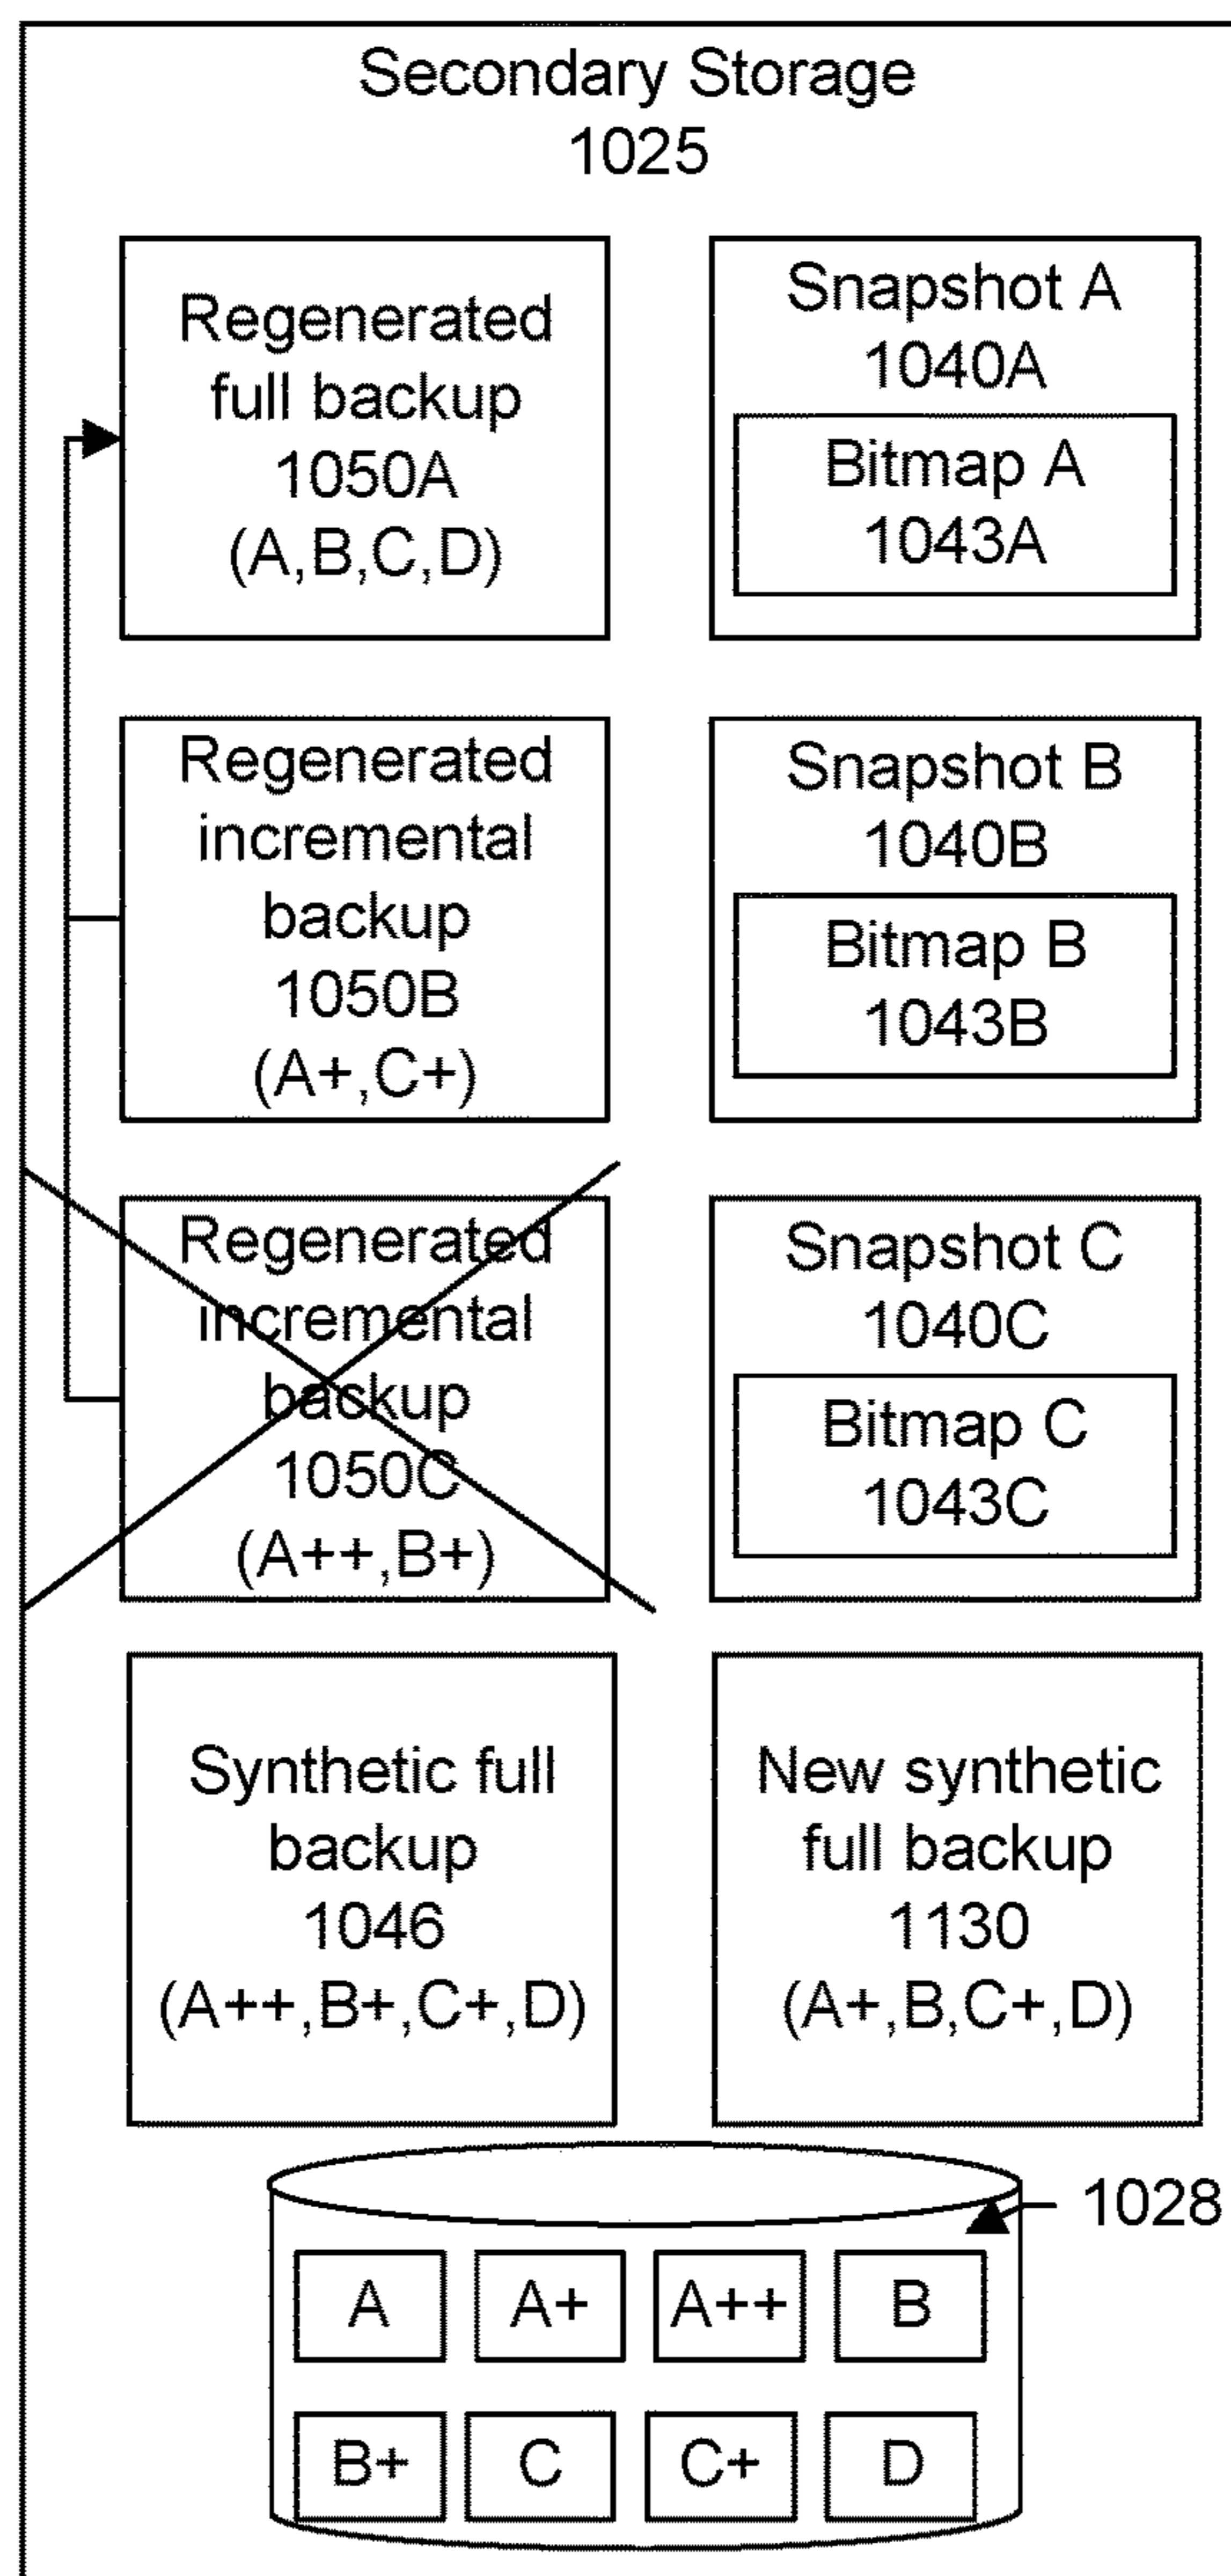 Secondary Storage
1025
Regenerated
full backup
1050A
(A,B,C,D)
Snapshot A
1040A
Bitmap A
1043A
Regenerated
incremental
backup
1050B
(A+,C+)
Snapshot B
1040B
Bitmap B
1043B
Regenerated
incremental
backup
1050C
(A++,B+)
Snapshot C
1040C
Bitmap C
1043C
Synthetic full
backup
1046
(A++,B+,C+,D)
New synthetic
full backup
1130
(A+,B,C+,D)
1028
A A+ A++ B
B+ C C+ D